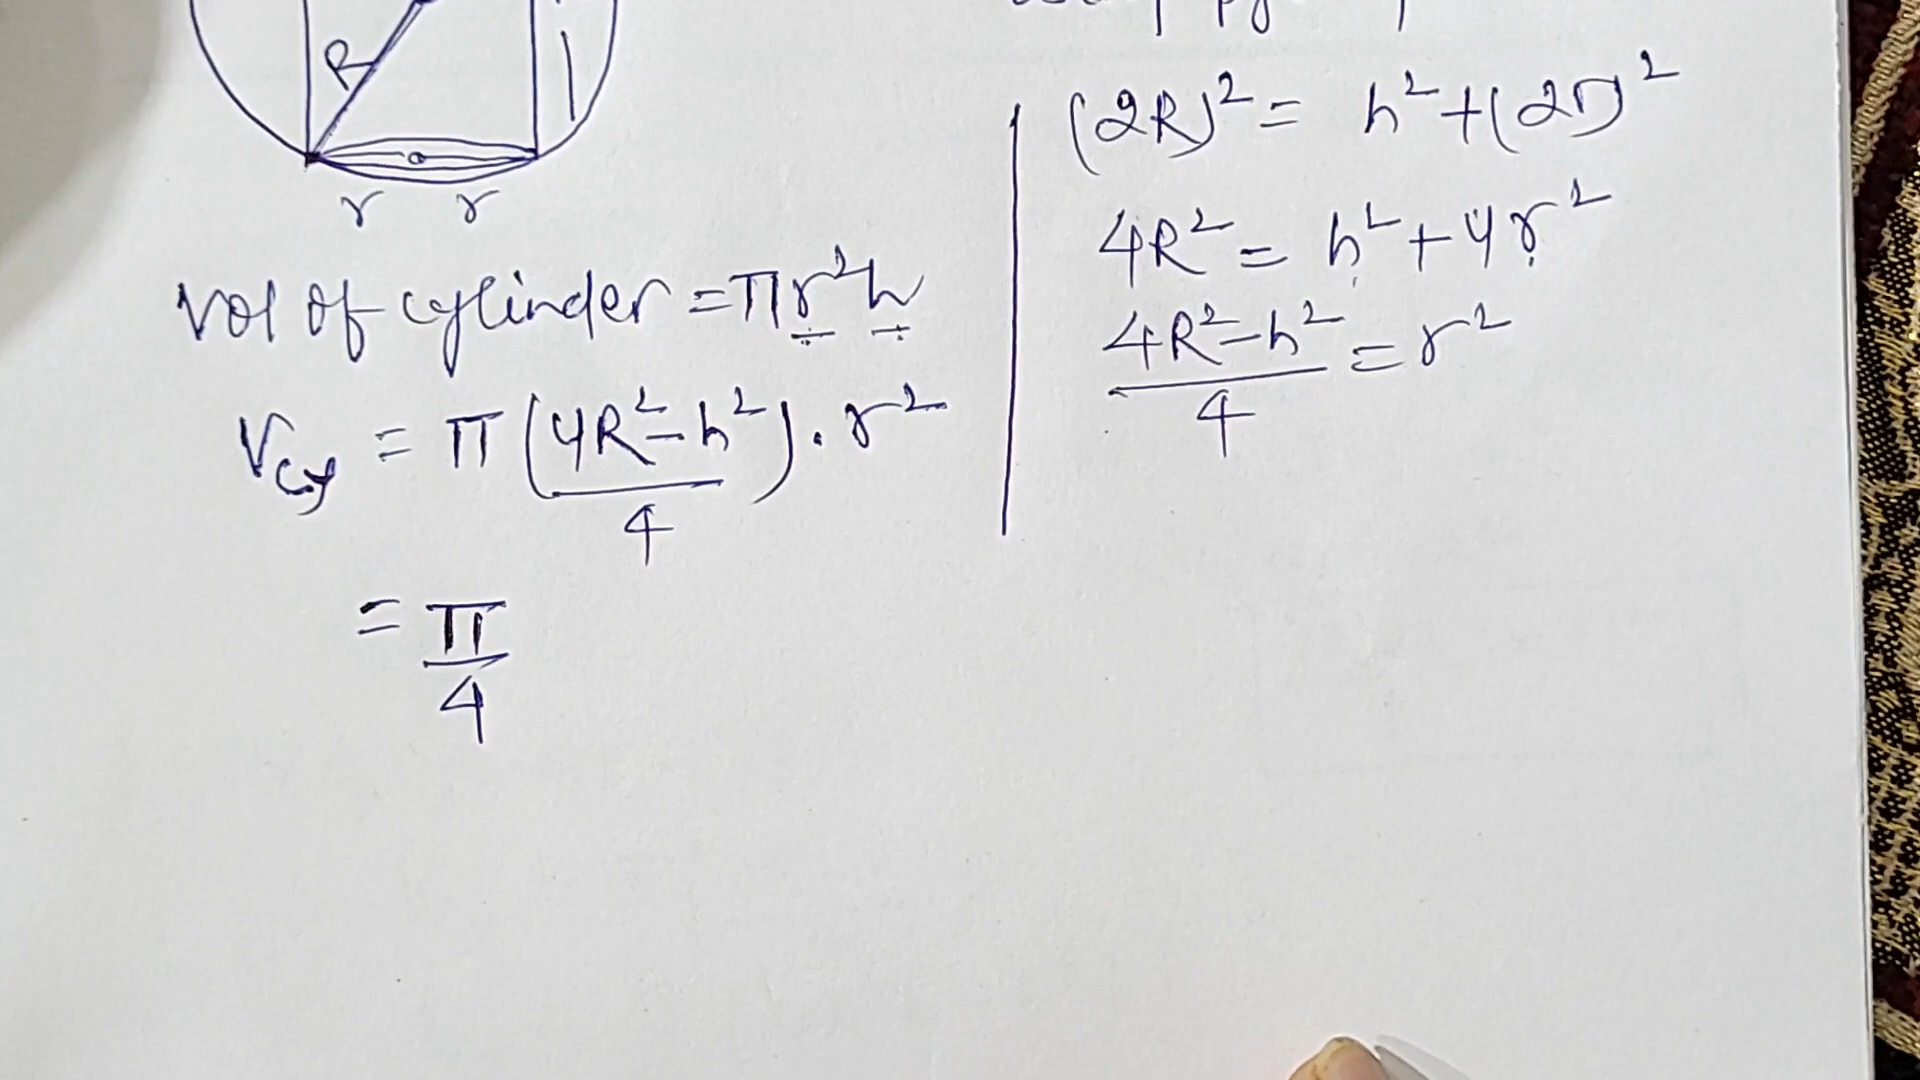 R
r r
Vol of cylinder = πr²h
V_cy = π (4R² - h² / 4) . r²
= π / 4
(2R)² = h² + (2r)²
4R² = h² + 4r²
4R² - h² / 4 = r²